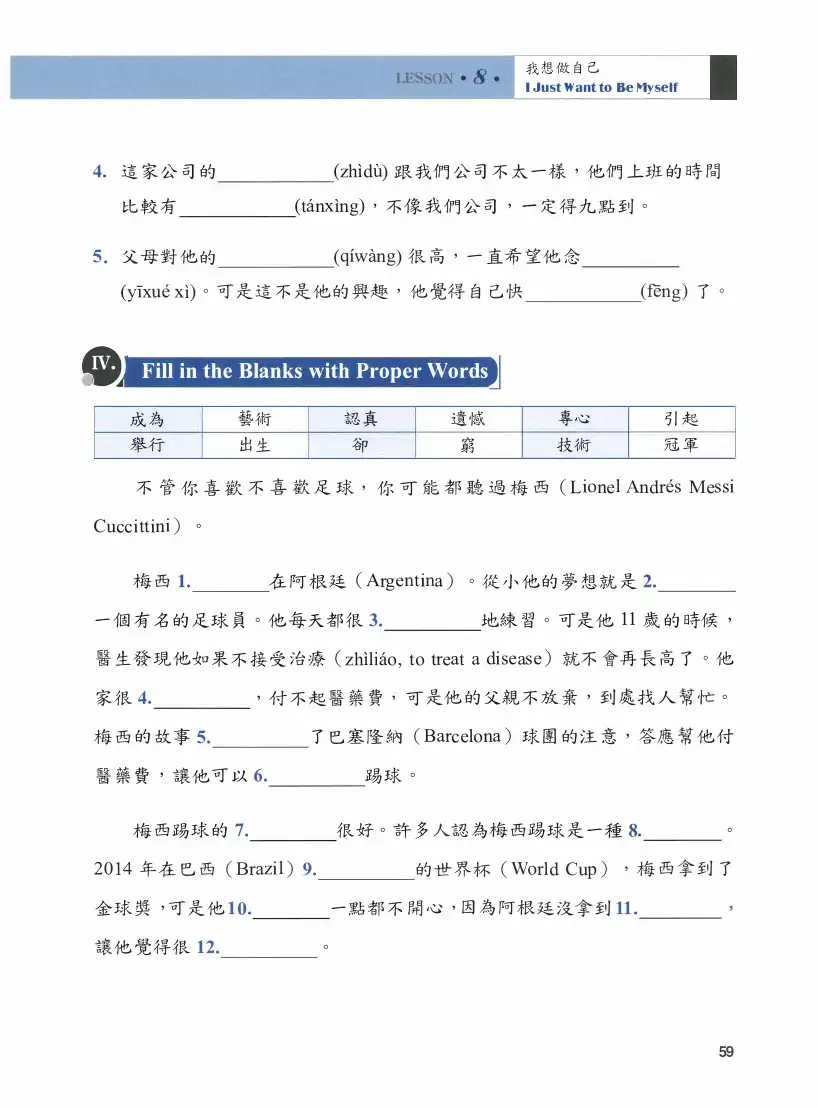 LESSON • 8 •
我想做自己
I Just Want to Be Myself
4. 這家公司的____________(zhìdù) 跟我們公司不太一樣，他們上班的時間
比較有____________(tánxìng)，不像我們公司，一定得九點到。
5. 父母對他的____________(qíwàng) 很高，一直希望他念__________
(yīxué xì)。可是這不是他的興趣，他覺得自己快____________(fēng) 了。
IV. Fill in the Blanks with Proper Words
成為 藝術 認真 遺憾 專心 引起
舉行 出生 卻 窮 技術 冠軍
不管你喜歡不喜歡足球，你可能都聽過梅西（Lionel Andrés Messi
Cuccittini）。
梅西 1.________在阿根廷（Argentina）。從小他的夢想就是 2.________
一個有名的足球員。他每天都很 3.__________地練習。可是他 11 歲的時候，
醫生發現他如果不接受治療（zhìliáo, to treat a disease）就不會再長高了。他
家很 4.__________，付不起醫藥費，可是他的父親不放棄，到處找人幫忙。
梅西的故事 5.__________了巴塞隆納（Barcelona）球團的注意，答應幫他付
醫藥費，讓他可以 6.__________踢球。
梅西踢球的 7._________很好。許多人認為梅西踢球是一種 8.________。
2014 年在巴西（Brazil）9.__________的世界杯（World Cup），梅西拿到了
金球獎，可是他10.________一點都不開心，因為阿根廷沒拿到11._________，
讓他覺得很 12.__________。
59